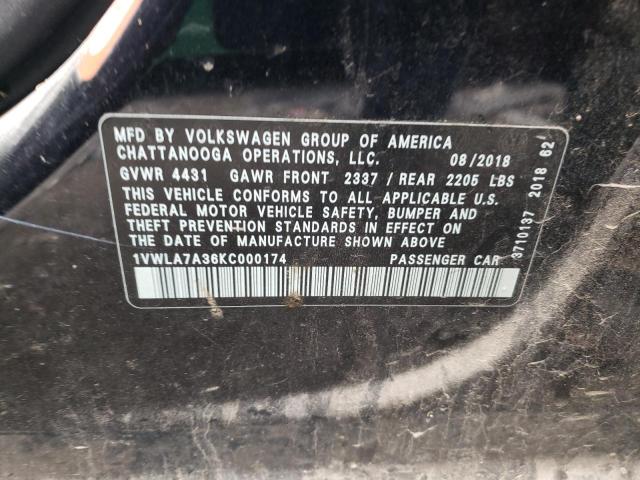 MFD BY VOLKSWAGEN GROUP OF AMERICA
CHATTANOOGA OPERATIONS, LLC. 08/2018
GVWR 4431 GAWR FRONT 2337 / REAR 2205 LBS
THIS VEHICLE CONFORMS TO ALL APPLICABLE U.S.
FEDERAL MOTOR VEHICLE SAFETY, BUMPER AND
THEFT PREVENTION STANDARDS IN EFFECT ON
THE DATE OF MANUFACTURE SHOWN ABOVE
1VWLA7A36KC000174 PASSENGER CAR
3710137 2018 62/